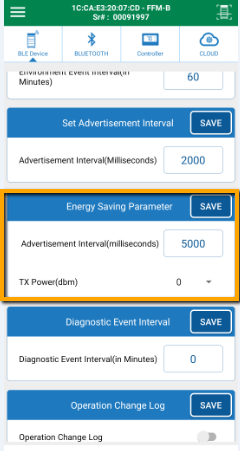 1C:CA:E3:20:07:CD - FFM-B
Sr# : 00091997
BLE Device
BLUETOOTH
Controller
CLOUD
Environment Event Interval(in Minutes)
60
Set Advertisement Interval
SAVE
Advertisement Interval(Milliseconds)
2000
Energy Saving Parameter
SAVE
Advertisement Interval(milliseconds)
5000
TX Power(dbm)
0
Diagnostic Event Interval
SAVE
Diagnostic Event Interval(in Minutes)
0
Operation Change Log
SAVE
Operation Change Log